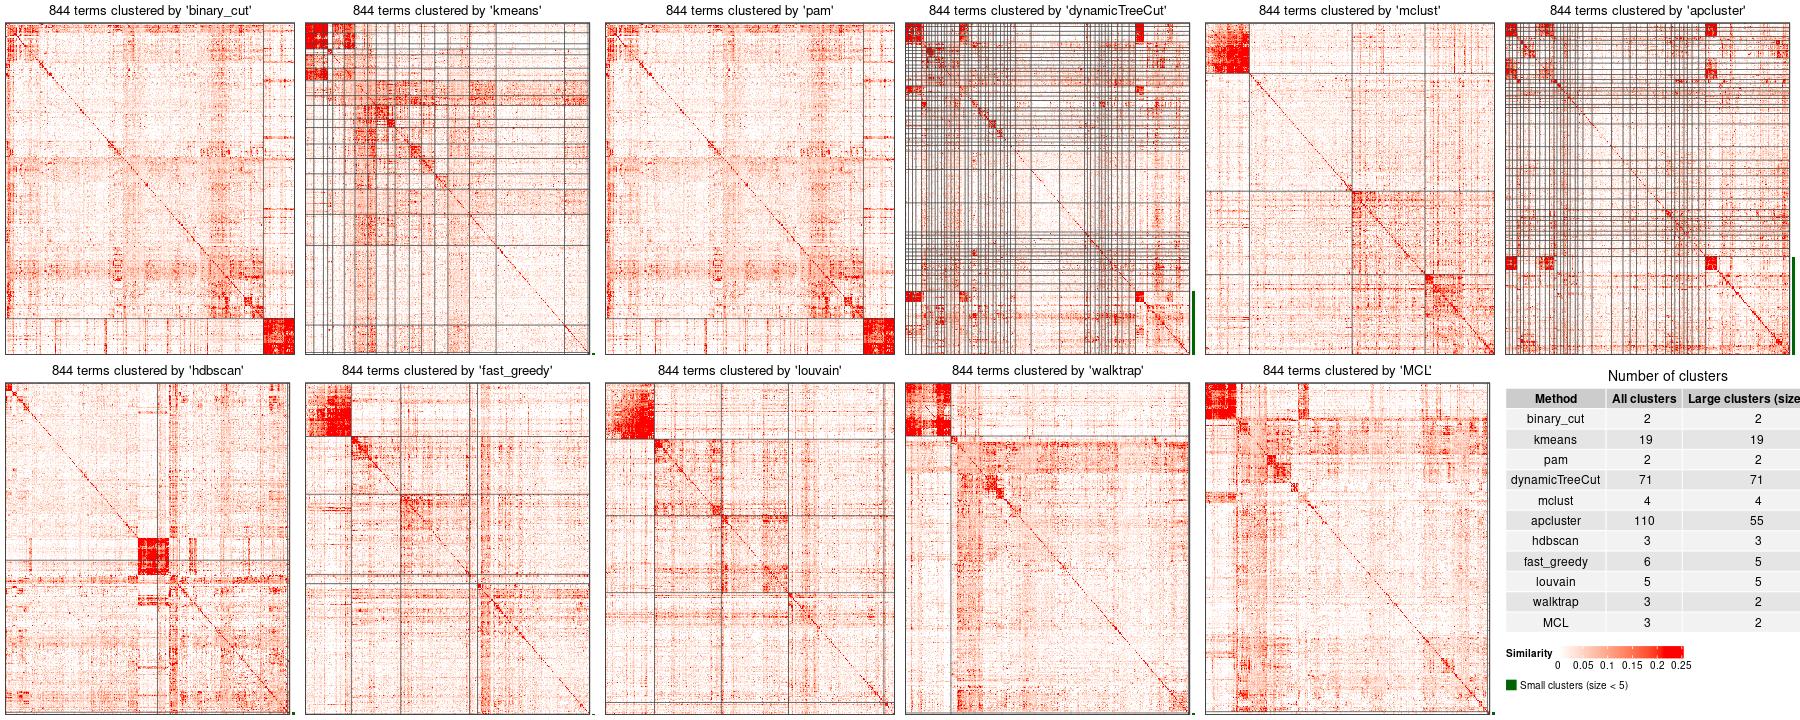 844 terms clustered by 'binary_cut'
844 terms clustered by 'kmeans'
844 terms clustered by 'pam'
844 terms clustered by 'dynamicTreeCut'
844 terms clustered by 'mclust'
844 terms clustered by 'apcluster'
844 terms clustered by 'hdbscan'
844 terms clustered by 'fast_greedy'
844 terms clustered by 'louvain'
844 terms clustered by 'walktrap'
844 terms clustered by 'MCL'
Number of clusters
Method All clusters Large clusters (size
binary_cut 2 2
kmeans 19 19
pam 2 2
dynamicTreeCut 71 71
mclust 4 4
apcluster 110 55
hdbscan 3 3
fast_greedy 6 5
louvain 5 5
walktrap 3 2
MCL 3 2
Similarity
0 0.05 0.1 0.15 0.2 0.25
Small clusters (size < 5)